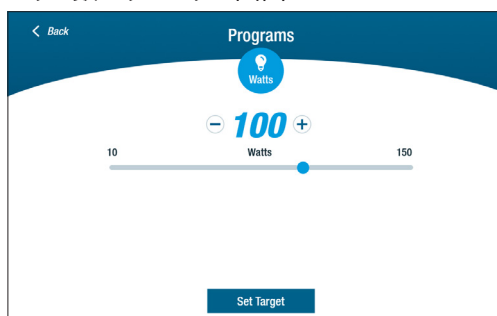 Back
Programs
Watts
− 100 +
10 Watts 150
Set Target